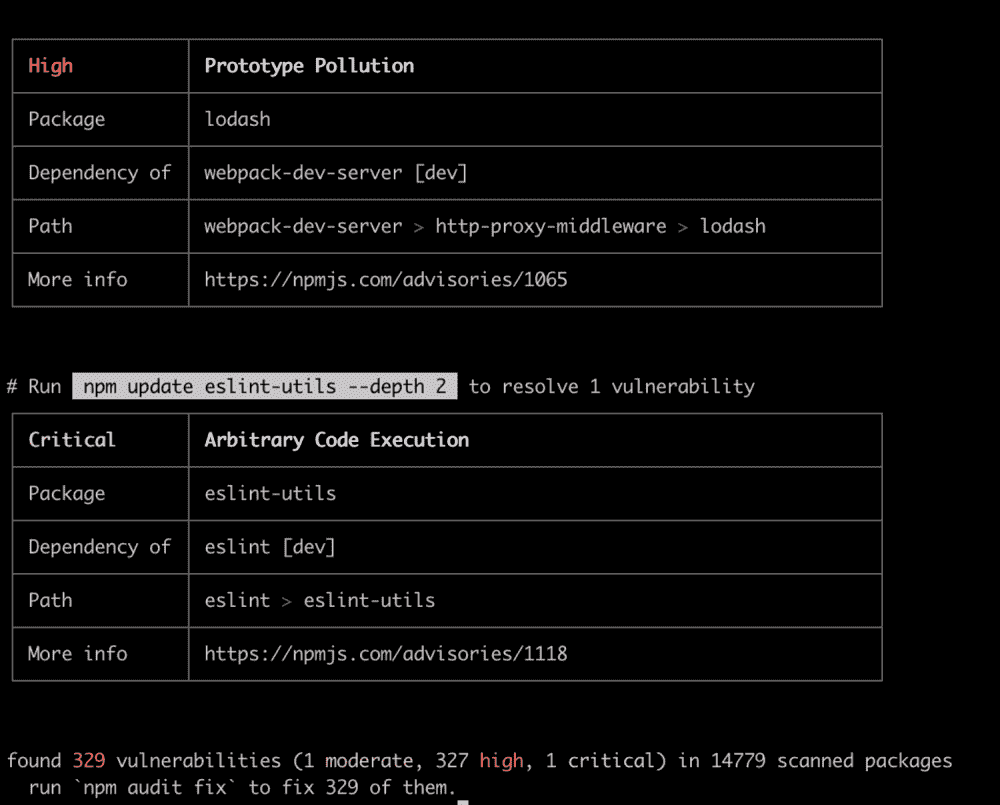 High Prototype Pollution
Package lodash
Dependency of webpack-dev-server [dev]
Path webpack-dev-server > http-proxy-middleware > lodash
More info https://npmjs.com/advisories/1065
# Run npm update eslint-utils --depth 2 to resolve 1 vulnerability
Critical Arbitrary Code Execution
Package eslint-utils
Dependency of eslint [dev]
Path eslint > eslint-utils
More info https://npmjs.com/advisories/1118
found 329 vulnerabilities (1 moderate, 327 high, 1 critical) in 14779 scanned packages
run `npm audit fix` to fix 329 of them.